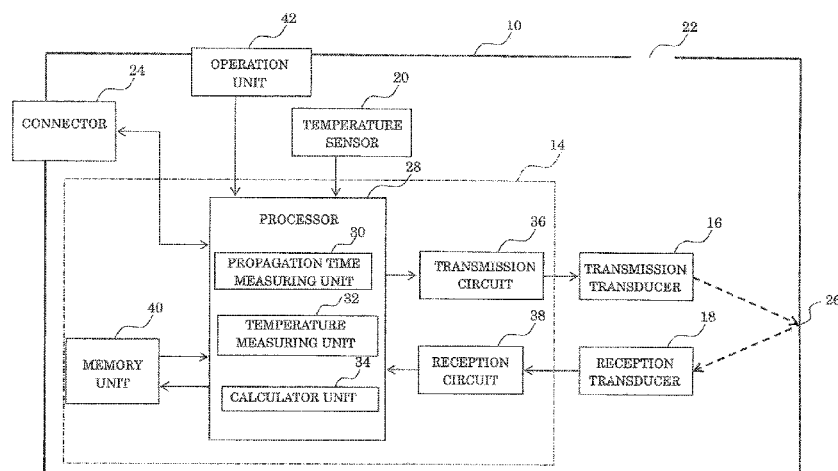 42
10
22
24
OPERATION
UNIT
20
CONNECTOR
TEMPERATURE
SENSOR
14
28
PROCESSOR
30
36
16
PROPAGATION TIME
MEASURING UNIT
TRANSMISSION
CIRCUIT
TRANSMISSION
TRANSDUCER
26
32
40
TEMPERATURE
MEASURING UNIT
38
18
MEMORY
UNIT
34
RECEPTION
CIRCUIT
RECEPTION
TRANSDUCER
CALCULATOR UNIT